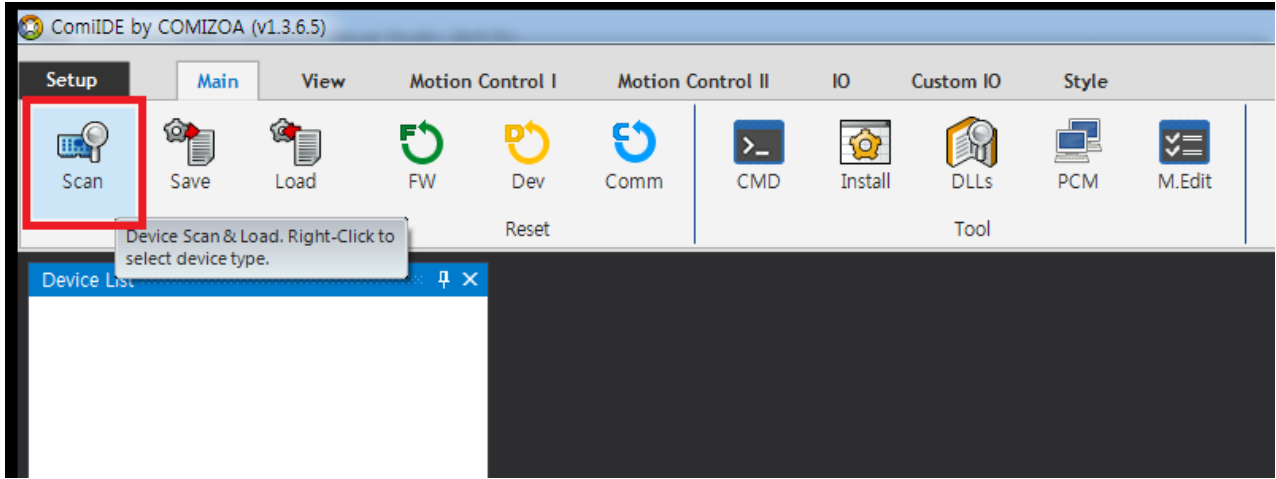 ComiIDE by COMIZOA (v1.3.6.5)
Setup Main View Motion Control I Motion Control II IO Custom IO Style
Scan Save Load FW Dev Comm CMD Install DLLs PCM M.Edit
Reset Tool
Device Scan & Load. Right-Click to
select device type.
Device List